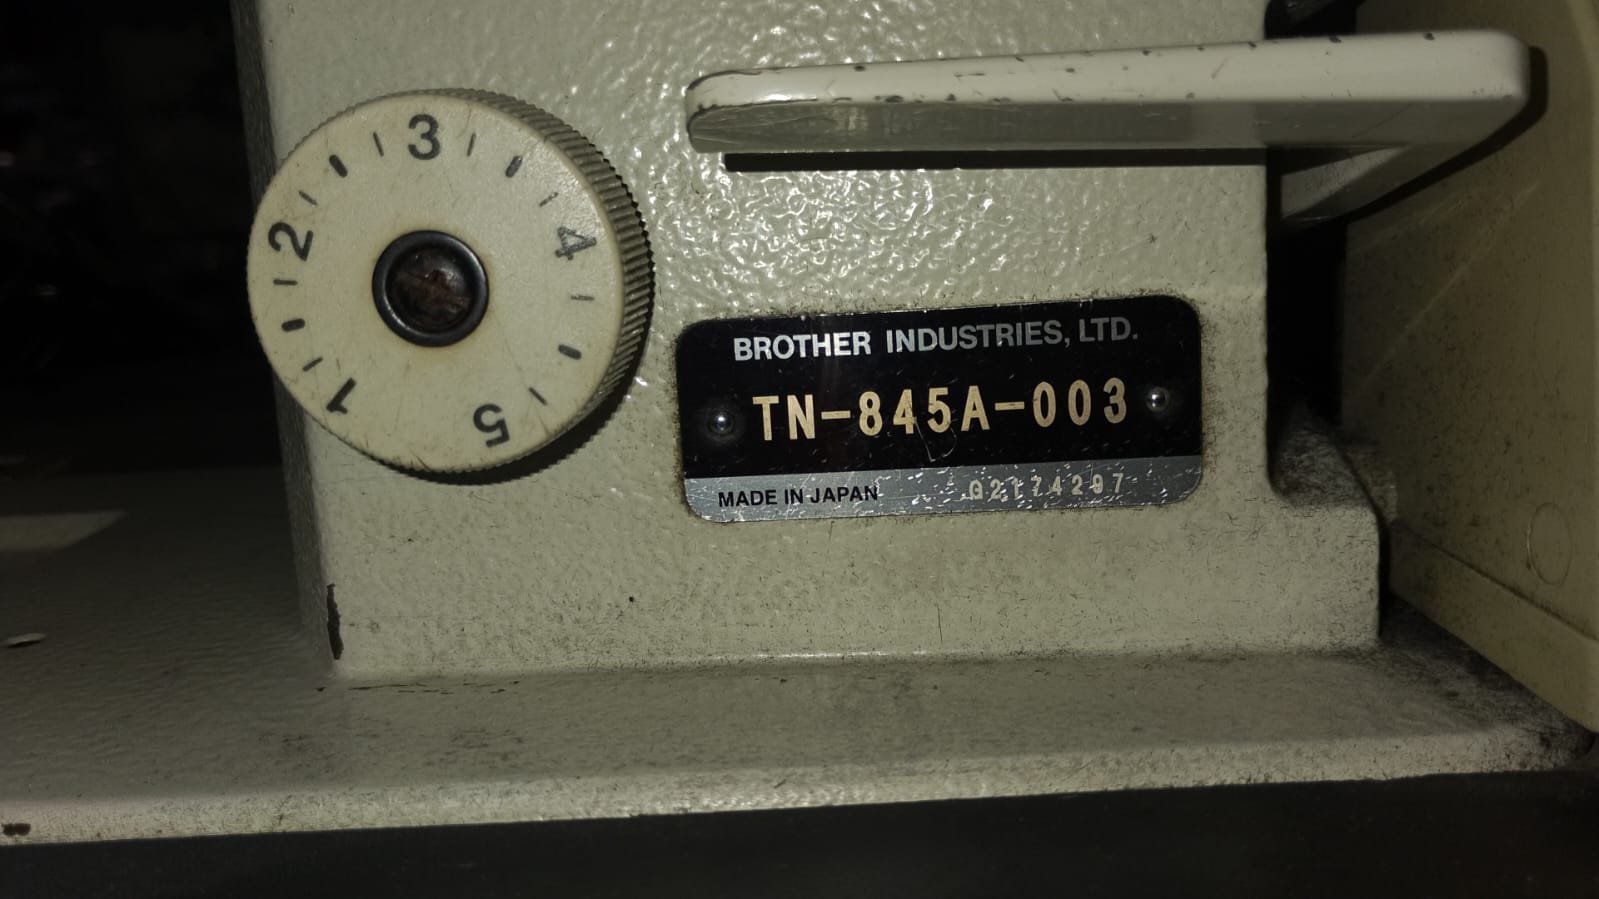 3
2
4
1
5
BROTHER INDUSTRIES, LTD.
TN-845A-003
MADE IN JAPAN